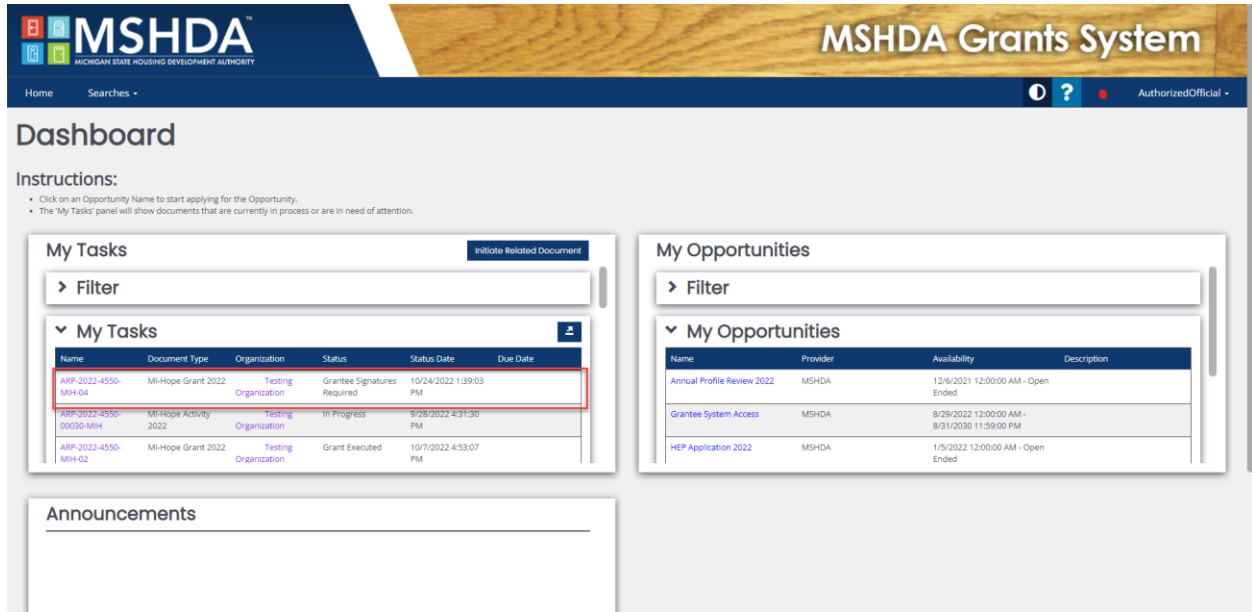 MSHDA™
MICHIGAN STATE HOUSING DEVELOPMENT AUTHORITY
MSHDA Grants System
Home Searches
? AuthorizedOfficial
Dashboard
Instructions:
• Click on an Opportunity Name to start applying for the Opportunity.
• The 'My Tasks' panel will show documents that are currently in process or are in need of attention.
My Tasks
Initiate Related Document
Filter
My Tasks
Name Document Type Organization Status Status Date Due Date
ARP-2022-4550- MI-Hope Grant 2022 Testing Grantee Signatures 10/24/2022 1:39:03
MIH-04 Organization Required PM
ARP-2022-4550- MI-Hope Activity Testing In Progress 9/28/2022 4:31:30
00030-MIH 2022 Organization PM
ARP-2022-4550- MI-Hope Grant 2022 Testing Grant Executed 10/7/2022 4:53:07
MIH-02 Organization PM
My Opportunities
Filter
My Opportunities
Name Provider Availability Description
Annual Profile Review 2022 MSHDA 12/6/2021 12:00:00 AM - Open
Ended
Grantee System Access MSHDA 8/29/2022 12:00:00 AM -
8/31/2030 11:59:00 PM
HEP Application 2022 MSHDA 1/5/2022 12:00:00 AM - Open
Ended
Announcements